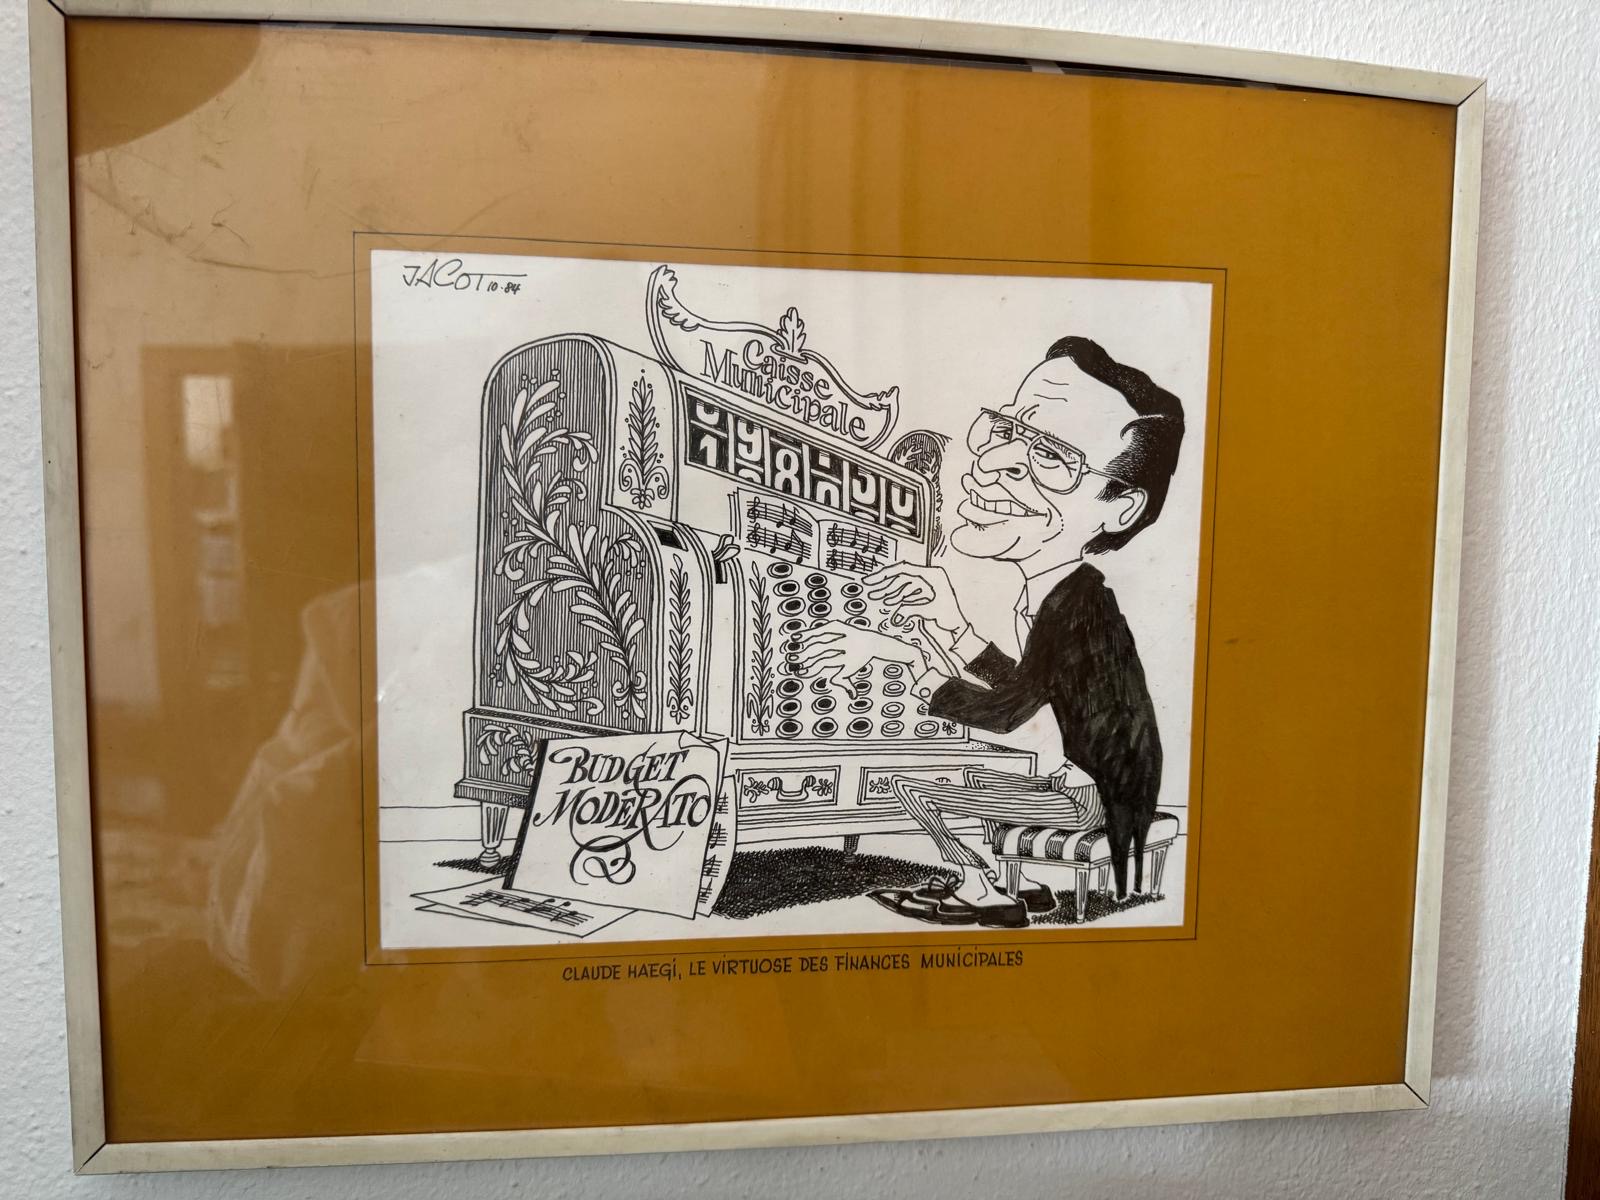 JACOT 10.84
Caisse
Municipale
BUDGET
MODERATO
CLAUDE HAEGI, LE VIRTUOSE DES FINANCES MUNICIPALES